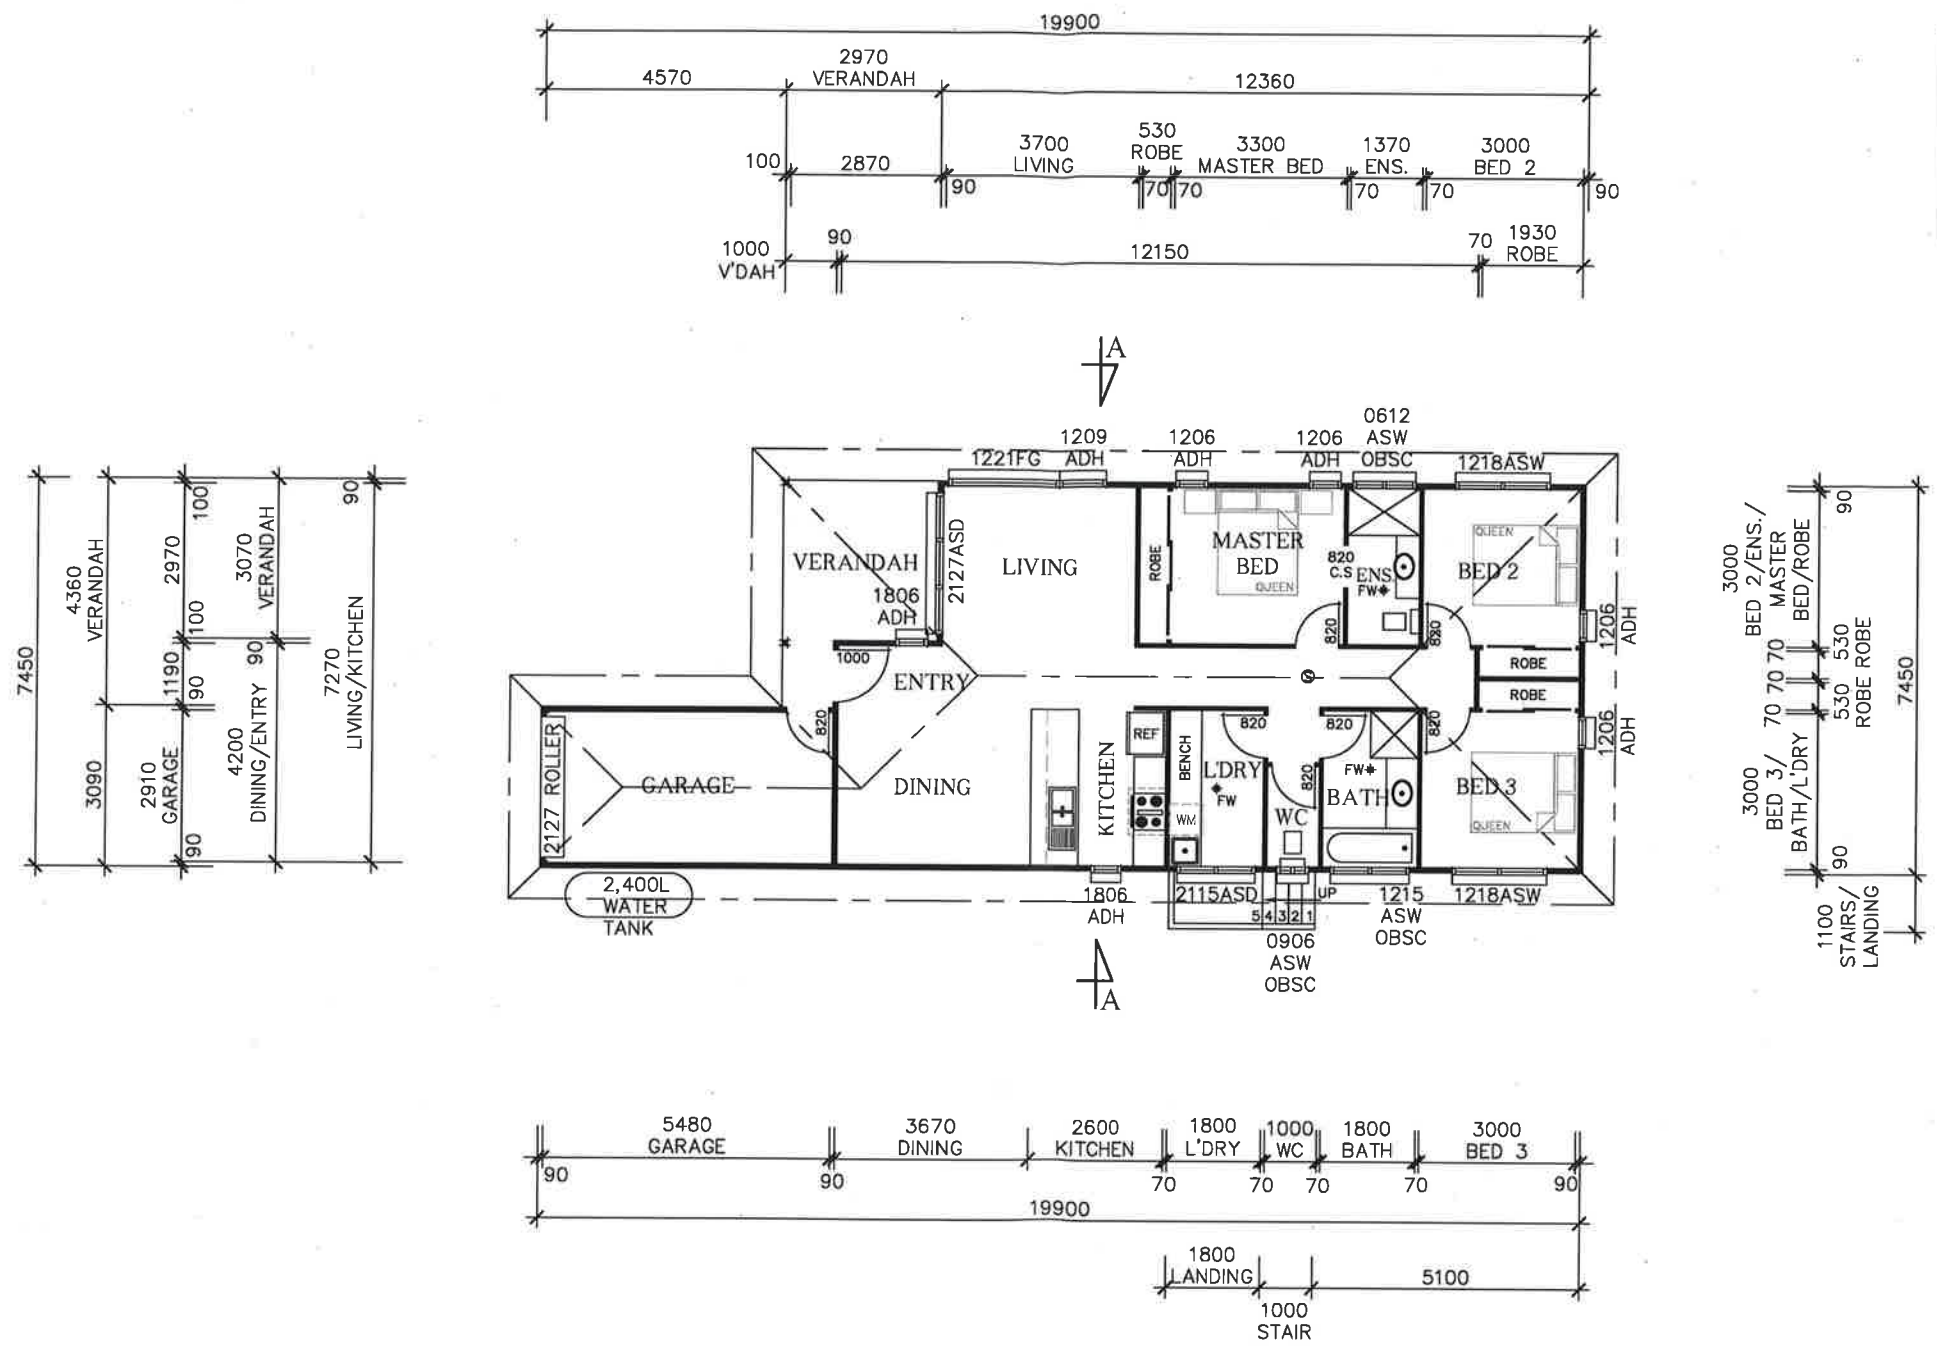 19900
4570
2970
VERANDAH
12360
100
2870
90
3700
LIVING
70
530
ROBE
70
3300
MASTER BED
70
1370
ENS.
70
3000
BED 2
90
1000
V'DAH
90
12150
70
1930
ROBE
A
7450
4360
VERANDAH
3090
100
2970
100
1190
90
2910
GARAGE
90
3070
VERANDAH
90
4200
DINING/ENTRY
90
7270
LIVING/KITCHEN
1221FG
1209
ADH
1206
ADH
1206
ADH
0612
ASW
OBSC
1218ASW
VERANDAH
2127ASD
1806
ADH
LIVING
ROBE
MASTER
BED
QUEEN
820
C.S
ENS.
FW
820
QUEEN
BED 2
820
1206
ADH
ROBE
ROBE
1000
ENTRY
820
2127 ROLLER
GARAGE
DINING
KITCHEN
REF
BENCH
820
L'DRY
FW
WM
820
WC
820
FW
BATH
820
BED 3
QUEEN
1206
ADH
2,400L
WATER
TANK
1806
ADH
2115ASD
UP
5 4 3 2 1
0906
ASW
OBSC
1215
ASW
OBSC
1218ASW
A
3000
BED 2/ENS./
MASTER
BED/ROBE
90
70
530
ROBE
70
70
530
ROBE
70
3000
BED 3/
BATH/L'DRY
90
7450
1100
STAIRS/
LANDING
90
5480
GARAGE
90
3670
DINING
2600
KITCHEN
70
1800
L'DRY
70
1000
WC
70
1800
BATH
70
3000
BED 3
90
19900
1800
LANDING
1000
STAIR
5100